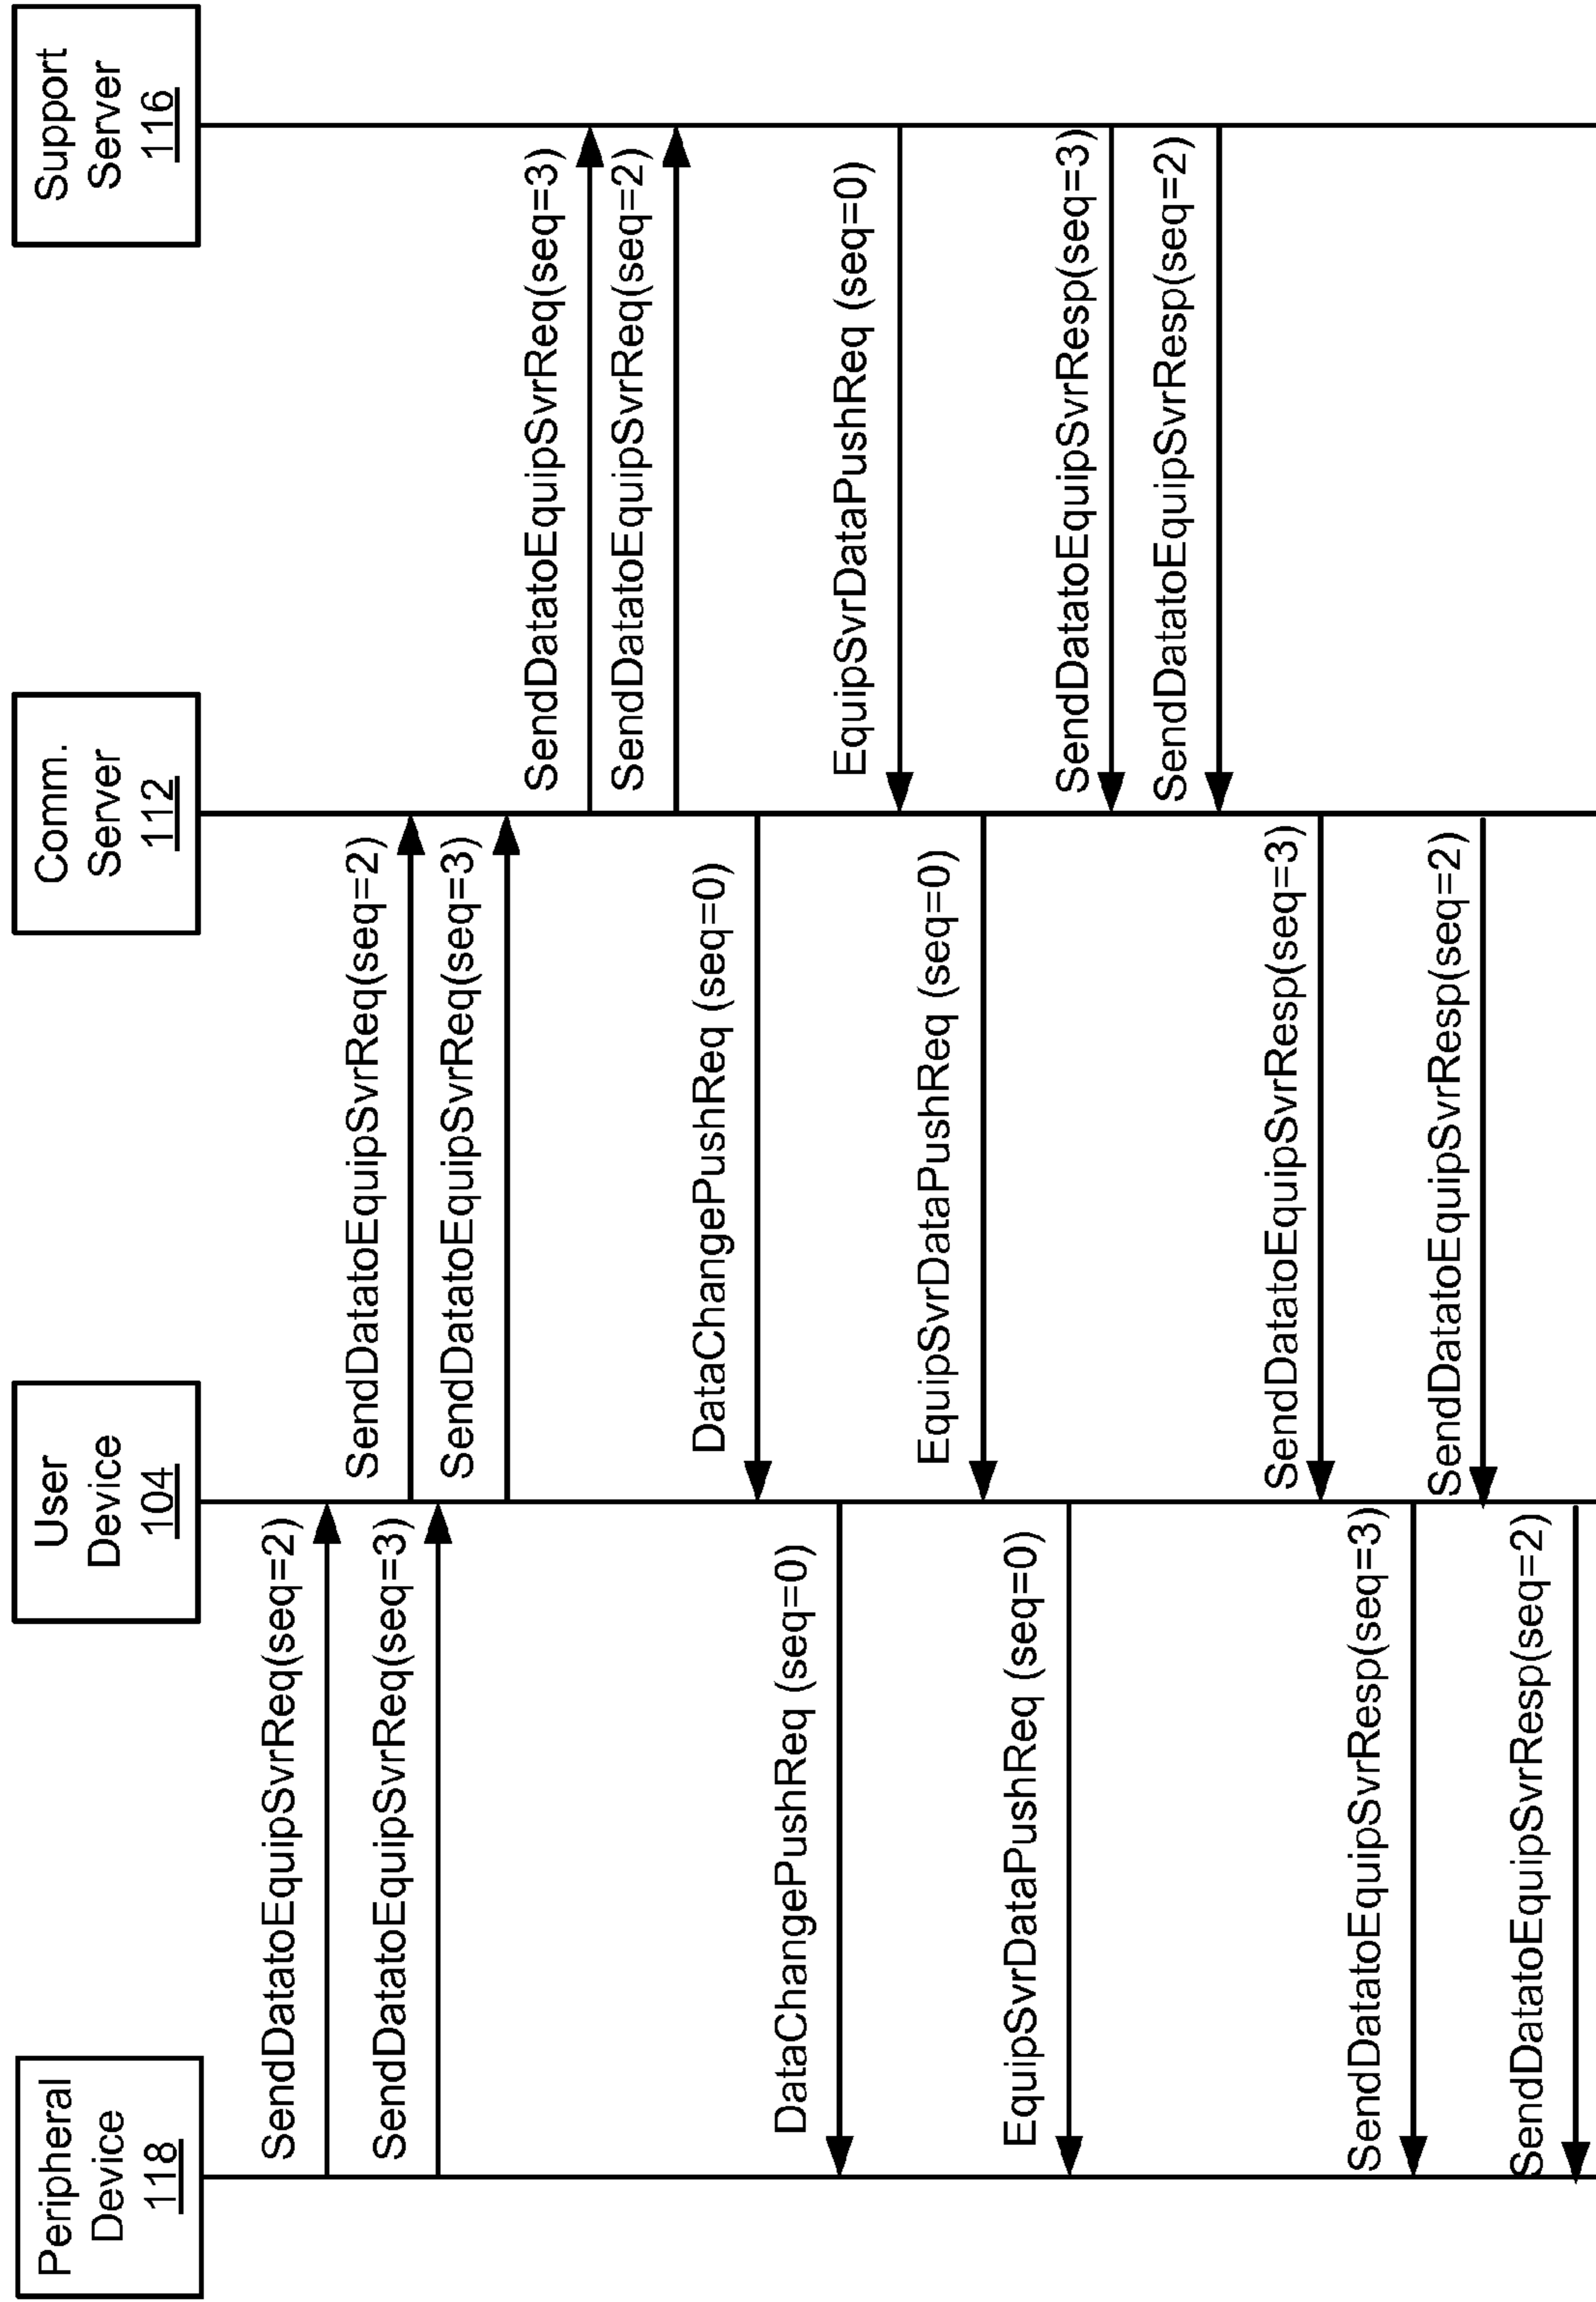 Peripheral
Device
118
User
Device
104
Comm.
Server
112
Support
Server
116
SendDatatoEquipSvrReq(seq=2)
SendDatatoEquipSvrReq(seq=2)
SendDatatoEquipSvrReq(seq=3)
SendDatatoEquipSvrReq(seq=3)
SendDatatoEquipSvrReq(seq=3)
SendDatatoEquipSvrReq(seq=2)
DataChangePushReq (seq=0)
DataChangePushReq (seq=0)
EquipSvrDataPushReq (seq=0)
EquipSvrDataPushReq (seq=0)
EquipSvrDataPushReq (seq=0)
SendDatatoEquipSvrResp(seq=3)
SendDatatoEquipSvrResp(seq=2)
SendDatatoEquipSvrResp(seq=3)
SendDatatoEquipSvrResp(seq=3)
SendDatatoEquipSvrResp(seq=2)
SendDatatoEquipSvrResp(seq=2)